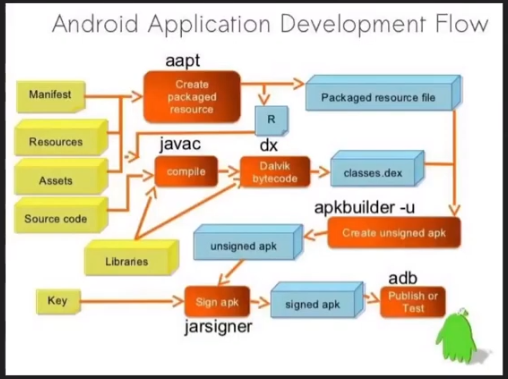 Android Application Development Flow
aapt
Manifest
Create
packaged
resource
Packaged resource file
R
Resources
javac
dx
Assets
compile
Dalvik
bytecode
classes.dex
Source code
apkbuilder -u
Create unsigned apk
unsigned apk
Libraries
adb
Key
Sign apk
signed apk
Publish or
Test
jarsigner